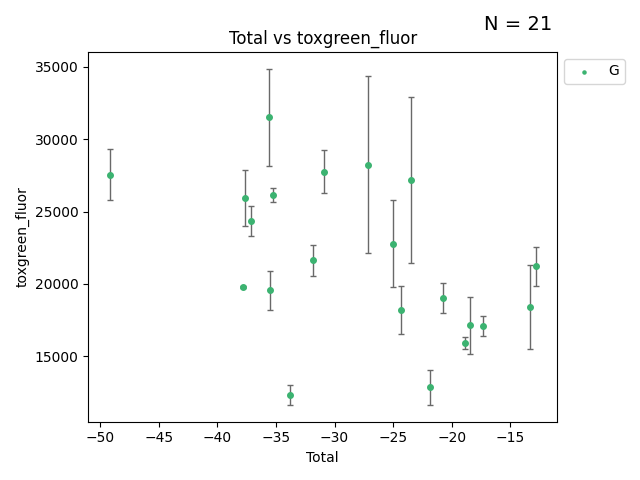 N = 21
Total vs toxgreen_fluor
G
35000
30000
25000
20000
15000
toxgreen_fluor
−50 −45 −40 −35 −30 −25 −20 −15
Total